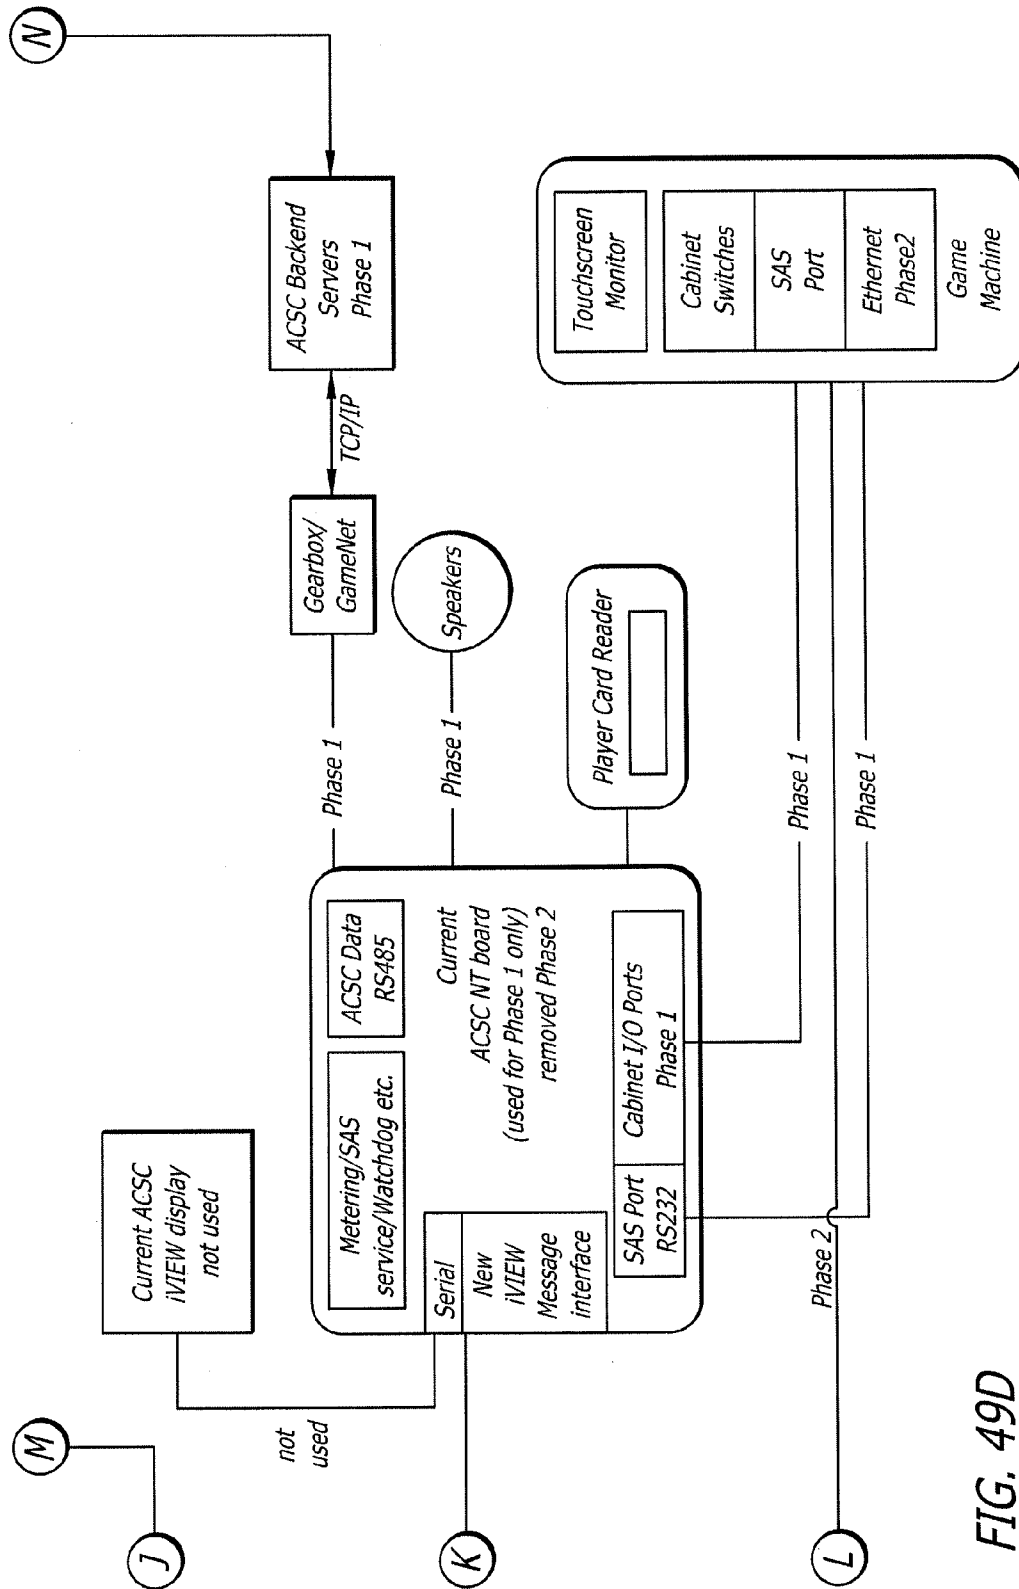 M
N
J
Current ACSC
iVIEW display
not used
not
used
ACSC Backend
Servers
Phase 1
TCP/IP
Gearbox/
GameNet
Phase 1
Metering/SAS
service/Watchdog etc.
ACSC Data
RS485
Speakers
Phase 1
K
Serial
New
iVIEW
Message
interface
Current
ACSC NT board
(used for Phase 1 only)
removed Phase 2
Player Card Reader
SAS Port
RS232
Cabinet I/O Ports
Phase 1
Touchscreen
Monitor
Cabinet
Switches
SAS
Port
Ethernet
Phase2
Game
Machine
Phase 1
L
Phase 2
Phase 1
FIG. 49D